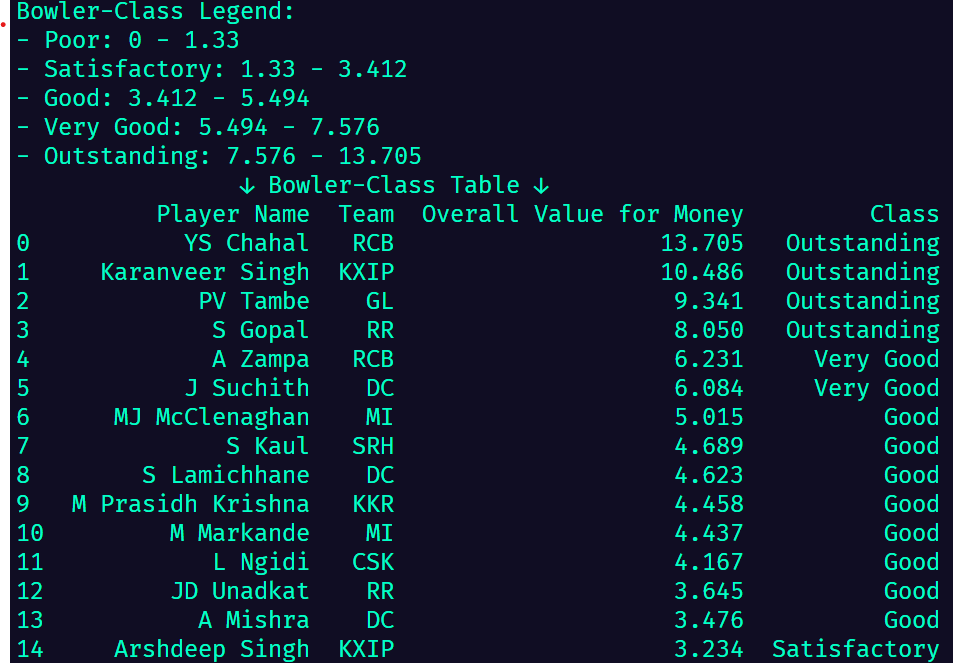 Bowler-Class Legend:
- Poor: 0 - 1.33
- Satisfactory: 1.33 - 3.412
- Good: 3.412 - 5.494
- Very Good: 5.494 - 7.576
- Outstanding: 7.576 - 13.705
↓ Bowler-Class Table ↓
Player Name Team Overall Value for Money Class
0 YS Chahal RCB 13.705 Outstanding
1 Karanveer Singh KXIP 10.486 Outstanding
2 PV Tambe GL 9.341 Outstanding
3 S Gopal RR 8.050 Outstanding
4 A Zampa RCB 6.231 Very Good
5 J Suchith DC 6.084 Very Good
6 MJ McClenaghan MI 5.015 Good
7 S Kaul SRH 4.689 Good
8 S Lamichhane DC 4.623 Good
9 M Prasidh Krishna KKR 4.458 Good
10 M Markande MI 4.437 Good
11 L Ngidi CSK 4.167 Good
12 JD Unadkat RR 3.645 Good
13 A Mishra DC 3.476 Good
14 Arshdeep Singh KXIP 3.234 Satisfactory